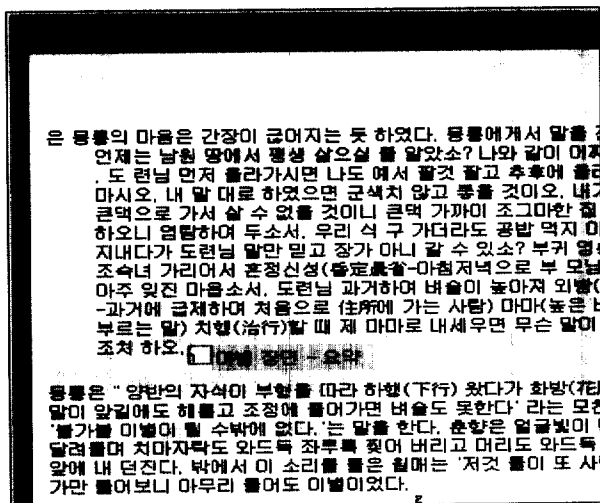 은 몽룡의 마음은 간장이 굽어지는 듯 하였다. 몽룡에게서 말을
언제는 남원 땅에서 평생 살으실 줄 알았소? 나와 같이 어찌
. 도 련님 먼저 올라가시면 나도 예서 팔것 팔고 추후에 올라
마시오. 내 말 대로 하였으면 군색치 않고 좋을 것이오. 내가
큰댁으로 가서 살 수 없을 것이니 큰댁 가까이 조그마한 집
하오니 염탐하여 두소서. 우리 식 구 가더라도 공밥 먹지 아
지내다가 도련님 말만 믿고 장가 아니 갈 수 있소? 부귀 영
조숙녀 가리어서 혼정신성(昏定晨省-아침저녁으로 부 모님
아주 잊진 마옵소서. 도련님 과거하여 벼슬이 높아져 외방(
-과거에 급제하여 처음으로 住所에 가는 사람) 마마(높은
부르는 말) 치행(治行)할 때 제 마마로 내세우면 무슨 말이
조처 하오.
이별 장면 - 요약
몽룡은 “ 양반의 자식이 부형을 따라 하행(下行) 왔다가 화방(花
말이 앞길에도 해롭고 조정에 들어가면 벼슬도 못한다' 라는 모친
'불가불 이별이 될 수밖에 없다.'는 말을 한다. 춘향은 얼굴빛이
달려들며 치마자락도 와드득 좌루룩 찢어 버리고 머리도 와드득
앞에 내 던진다. 밖에서 이 소리를 들은 월매는 '저것 들이 또 사
가만 들어보니 아무리 들어도 이별이었다.
2